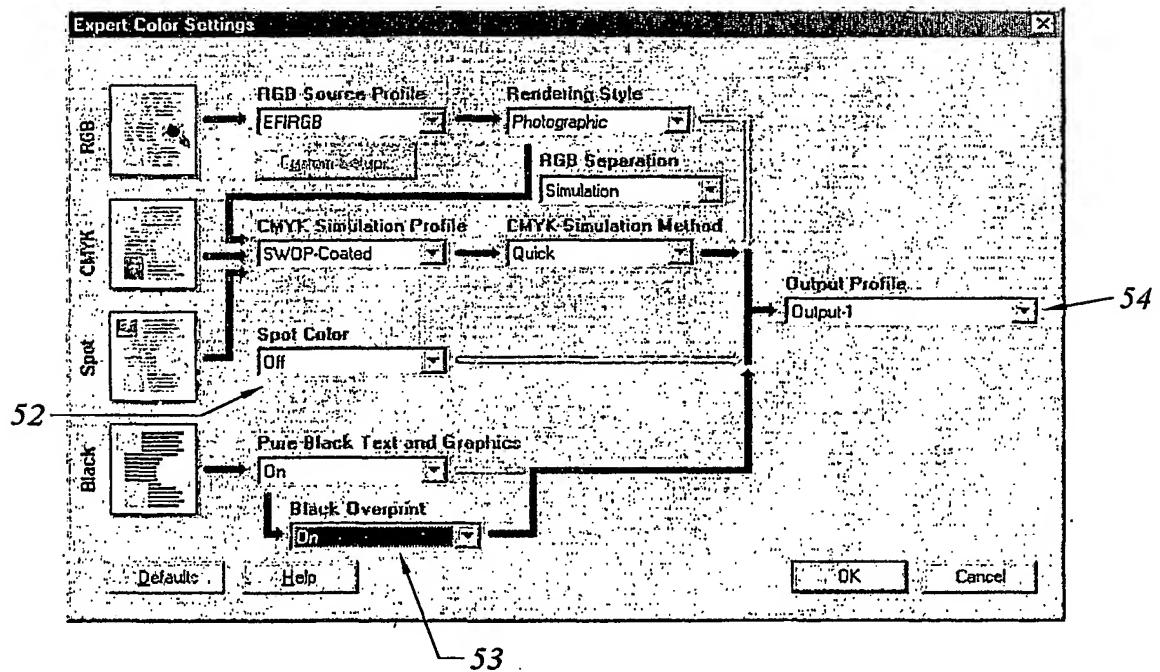 Expert Color Settings
RGB
RGB Source Profile
EFIRGB
Rendering Style
Photographic
Custom Setup
RGB Separation
Simulation
CMYK
CMYK Simulation Profile
SWOP-Coated
CMYK Simulation Method
Quick
Output Profile
Output-1
54
Spot
Spot Color
Off
52
Black
Pure Black Text and Graphics
On
Black Overprint
On
Defaults
Help
OK
Cancel
53